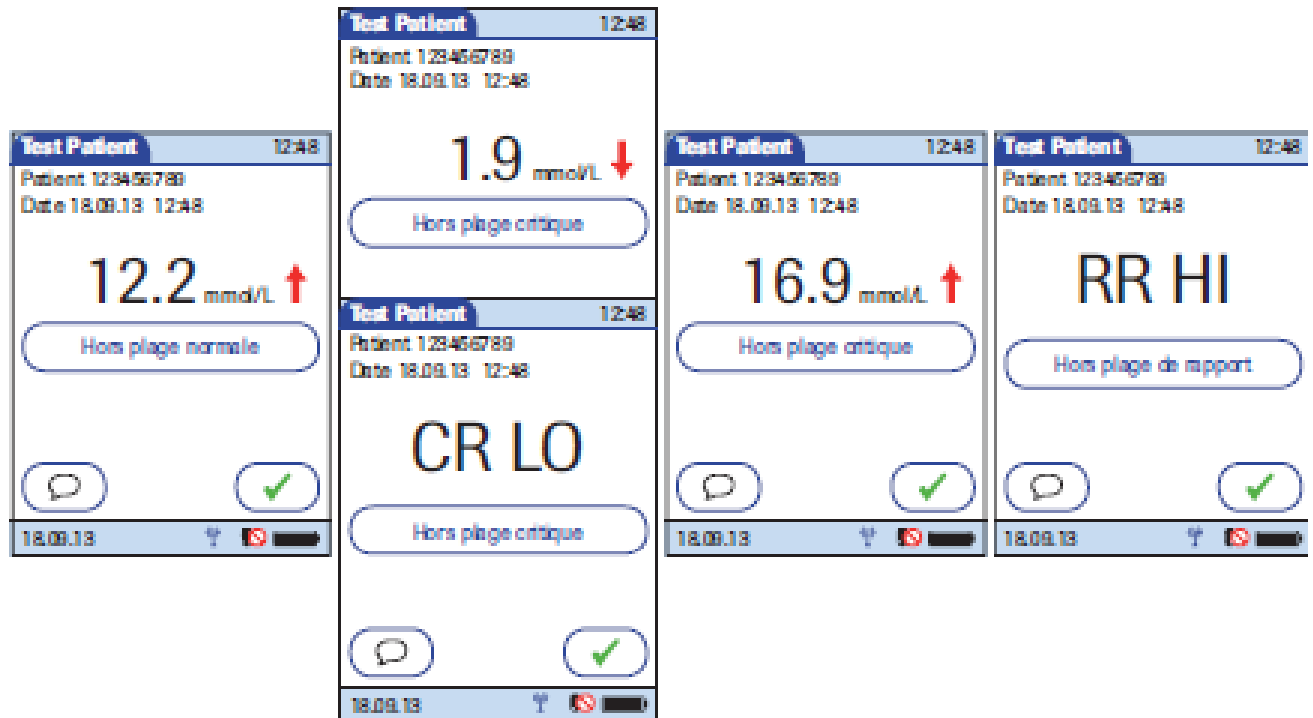 Test Patient 12:48
Patient 123456789
Date 18.09.13 12:48
12.2 mmol/L
Hors plage normale
18.09.13
Test Patient 12:48
Patient 123456789
Date 18.09.13 12:48
1.9 mmol/L
Hors plage critique
Test Patient 12:48
Patient 123456789
Date 18.09.13 12:48
CR LO
Hors plage critique
18.09.13
Test Patient 12:48
Patient 123456789
Date 18.09.13 12:48
16.9 mmol/L
Hors plage critique
18.09.13
Test Patient 12:48
Patient 123456789
Date 18.09.13 12:48
RR HI
Hors plage de rapport
18.09.13